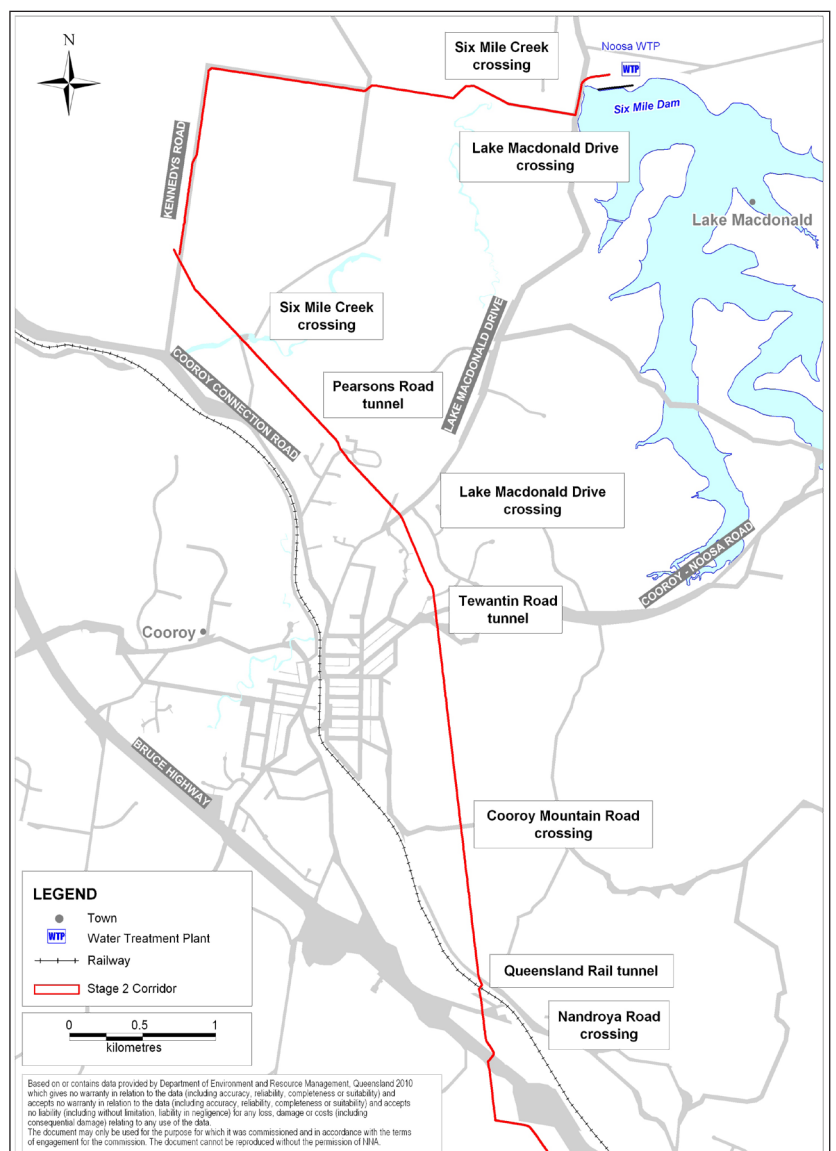 N
Six Mile Creek
crossing
Noosa WTP
WTP
Six Mile Dam
Lake Macdonald Drive
crossing
KENNEDYS ROAD
Lake Macdonald
Six Mile Creek
crossing
LAKE MACDONALD DRIVE
COOROY CONNECTION ROAD
Pearsons Road
tunnel
Lake Macdonald Drive
crossing
COOROY - NOOSA ROAD
Tewantin Road
tunnel
Cooroy
BRUCE HIGHWAY
Cooroy Mountain Road
crossing
LEGEND
Town
WTP Water Treatment Plant
Railway
Stage 2 Corridor
Queensland Rail tunnel
Nandroya Road
crossing
0 0.5 1
kilometres
Based on or contains data provided by Department of Environment and Resource Management, Queensland 2010
which gives no warranty in relation to the data (including accuracy, reliability, completeness or suitability) and
accepts no warranty in relation to the data (including accuracy, reliability, completeness or suitability) and accepts
no liability (including without limitation, liability in negligence) for any loss, damage or costs (including
consequential damage) relating to any use of the data.
The document may only be used for the purpose for which it was commissioned and in accordance with the terms
of engagement for the commission. The document cannot be reproduced without the permission of NNA.